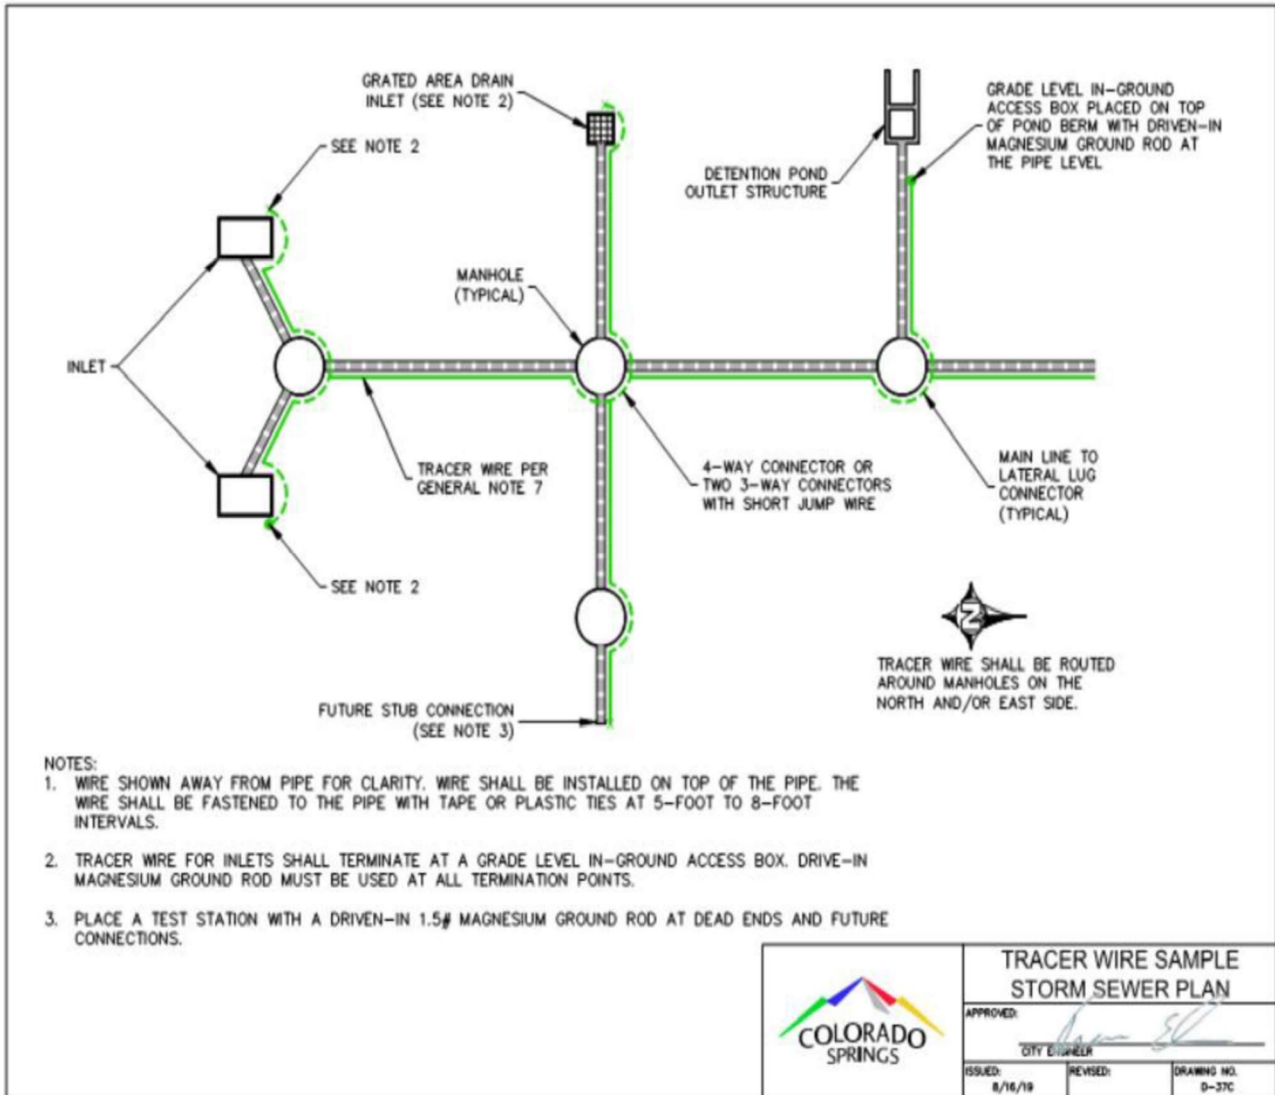 GRATED AREA DRAIN
INLET (SEE NOTE 2)
GRADE LEVEL IN-GROUND
ACCESS BOX PLACED ON TOP
OF POND BERM WITH DRIVEN-IN
MAGNESIUM GROUND ROD AT
THE PIPE LEVEL
SEE NOTE 2
DETENTION POND
OUTLET STRUCTURE
MANHOLE
(TYPICAL)
INLET
TRACER WIRE PER
GENERAL NOTE 7
4-WAY CONNECTOR OR
TWO 3-WAY CONNECTORS
WITH SHORT JUMP WIRE
MAIN LINE TO
LATERAL LUG
CONNECTOR
(TYPICAL)
SEE NOTE 2
N
TRACER WIRE SHALL BE ROUTED
AROUND MANHOLES ON THE
NORTH AND/OR EAST SIDE.
FUTURE STUB CONNECTION
(SEE NOTE 3)
NOTES:
1. WIRE SHOWN AWAY FROM PIPE FOR CLARITY. WIRE SHALL BE INSTALLED ON TOP OF THE PIPE. THE
WIRE SHALL BE FASTENED TO THE PIPE WITH TAPE OR PLASTIC TIES AT 5-FOOT TO 8-FOOT
INTERVALS.
2. TRACER WIRE FOR INLETS SHALL TERMINATE AT A GRADE LEVEL IN-GROUND ACCESS BOX. DRIVE-IN
MAGNESIUM GROUND ROD MUST BE USED AT ALL TERMINATION POINTS.
3. PLACE A TEST STATION WITH A DRIVEN-IN 1.5# MAGNESIUM GROUND ROD AT DEAD ENDS AND FUTURE
CONNECTIONS.
COLORADO
SPRINGS
TRACER WIRE SAMPLE
STORM SEWER PLAN
APPROVED:
CITY ENGINEER
ISSUED:
8/16/19
REVISED:
DRAWING NO.
D-37C